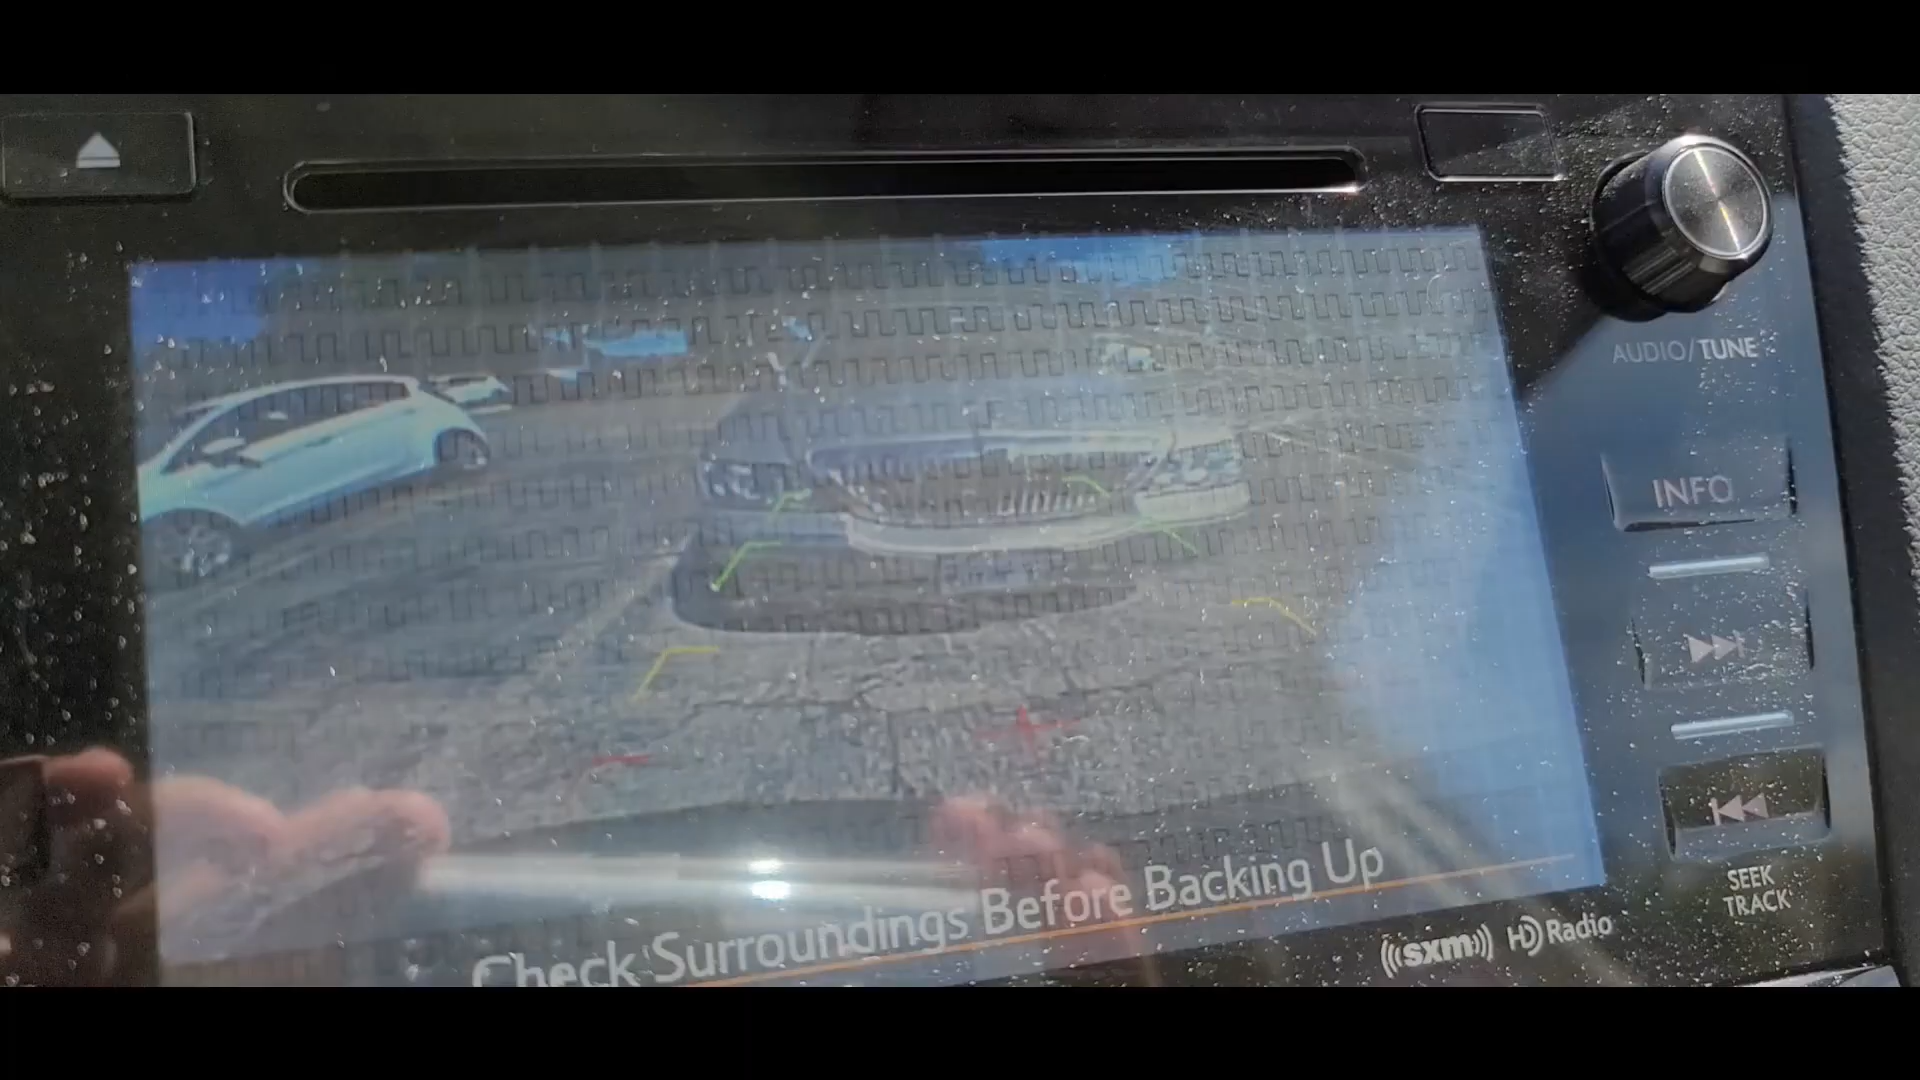 AUDIO/TUNE
INFO
SEEK
TRACK
Check Surroundings Before Backing Up
((sxm)) HD Radio